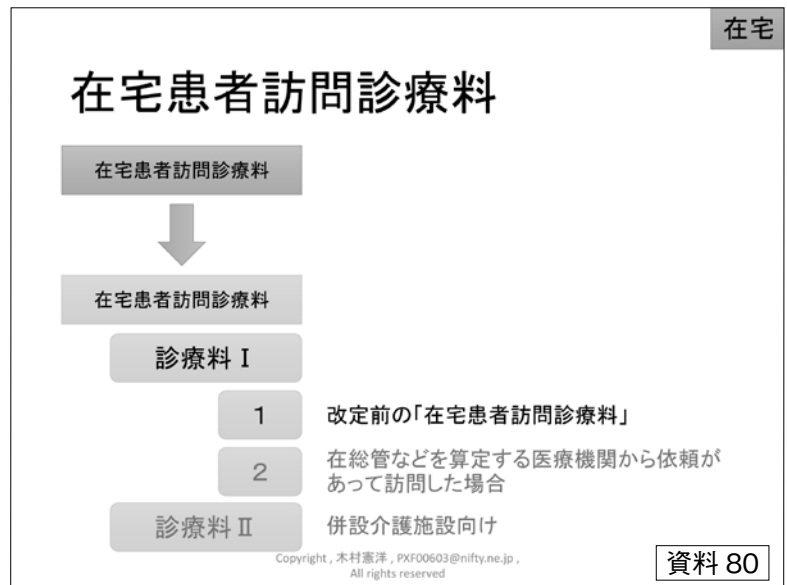 在宅
在宅患者訪問診療料
在宅患者訪問診療料
在宅患者訪問診療料
診療料Ⅰ
1
改定前の「在宅患者訪問診療料」
2
在総管などを算定する医療機関から依頼が
あって訪問した場合
診療料Ⅱ
併設介護施設向け
Copyright , 木村憲洋 , PXF00603@nifty.ne.jp ,
All rights reserved
資料 80